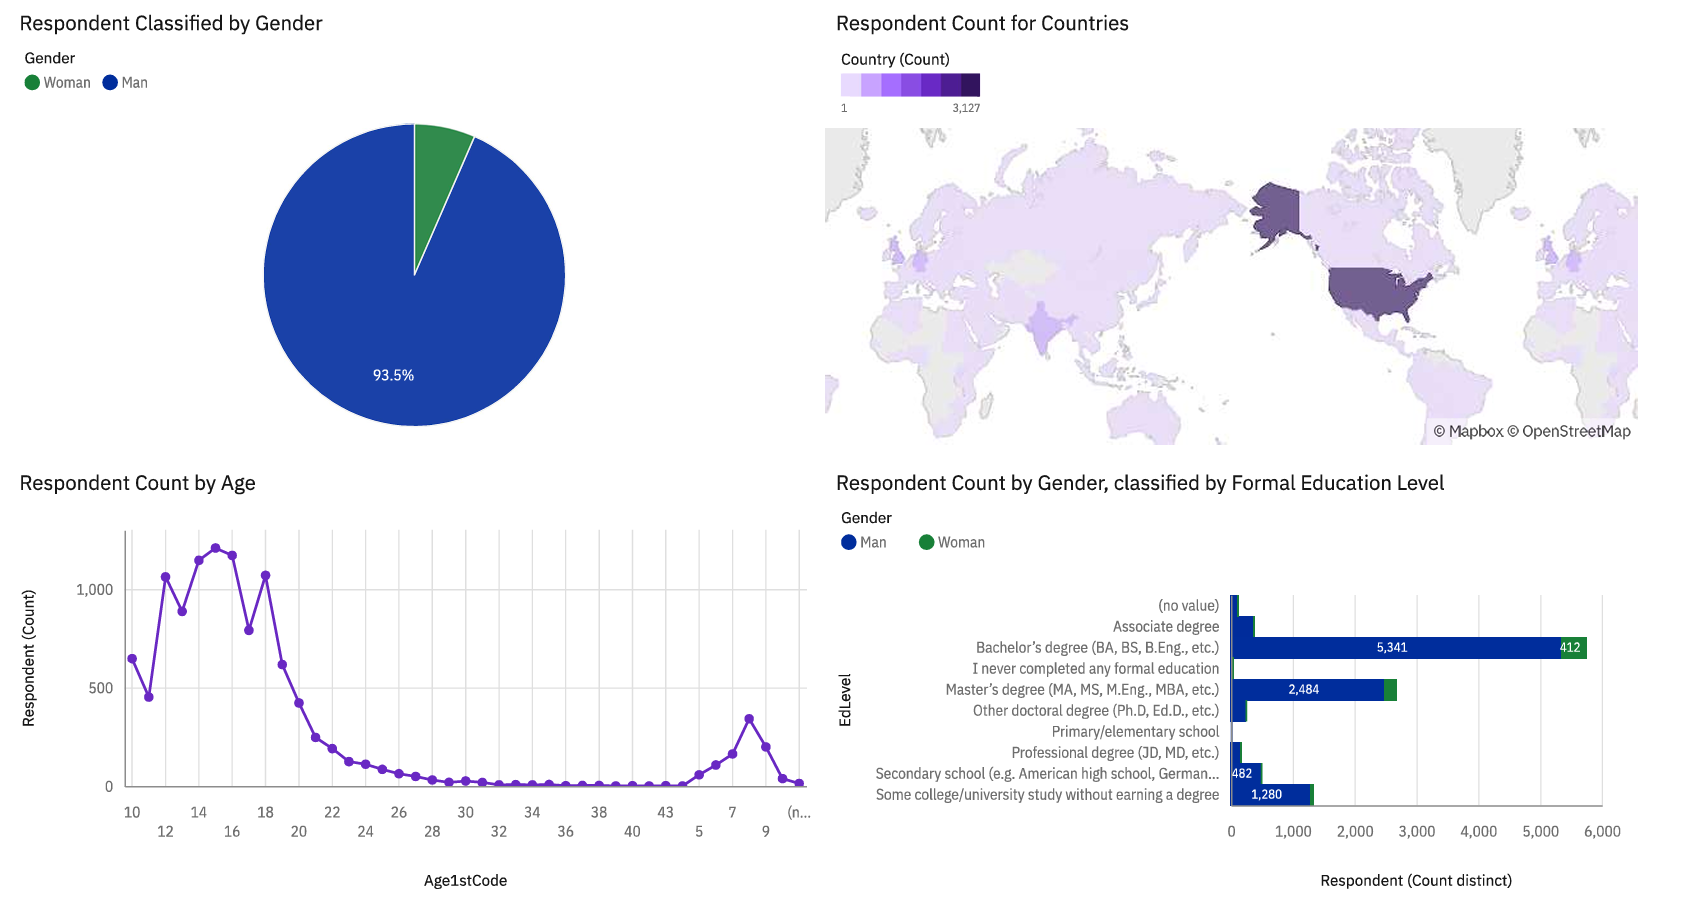 Respondent Classified by Gender
Gender
Woman Man
93.5%
Respondent Count for Countries
Country (Count)
1 3,127
© Mapbox © OpenStreetMap
Respondent Count by Age
Respondent (Count)
1,000
500
0
10 14 18 22 26 30 34 38 43 7 (n...
12 16 20 24 28 32 36 40 5 9
Age1stCode
Respondent Count by Gender, classified by Formal Education Level
Gender
Man Woman
EdLevel
(no value)
Associate degree
Bachelor’s degree (BA, BS, B.Eng., etc.) 5,341 412
I never completed any formal education
Master’s degree (MA, MS, M.Eng., MBA, etc.) 2,484
Other doctoral degree (Ph.D, Ed.D., etc.)
Primary/elementary school
Professional degree (JD, MD, etc.)
Secondary school (e.g. American high school, German... 482
Some college/university study without earning a degree 1,280
0 1,000 2,000 3,000 4,000 5,000 6,000
Respondent (Count distinct)